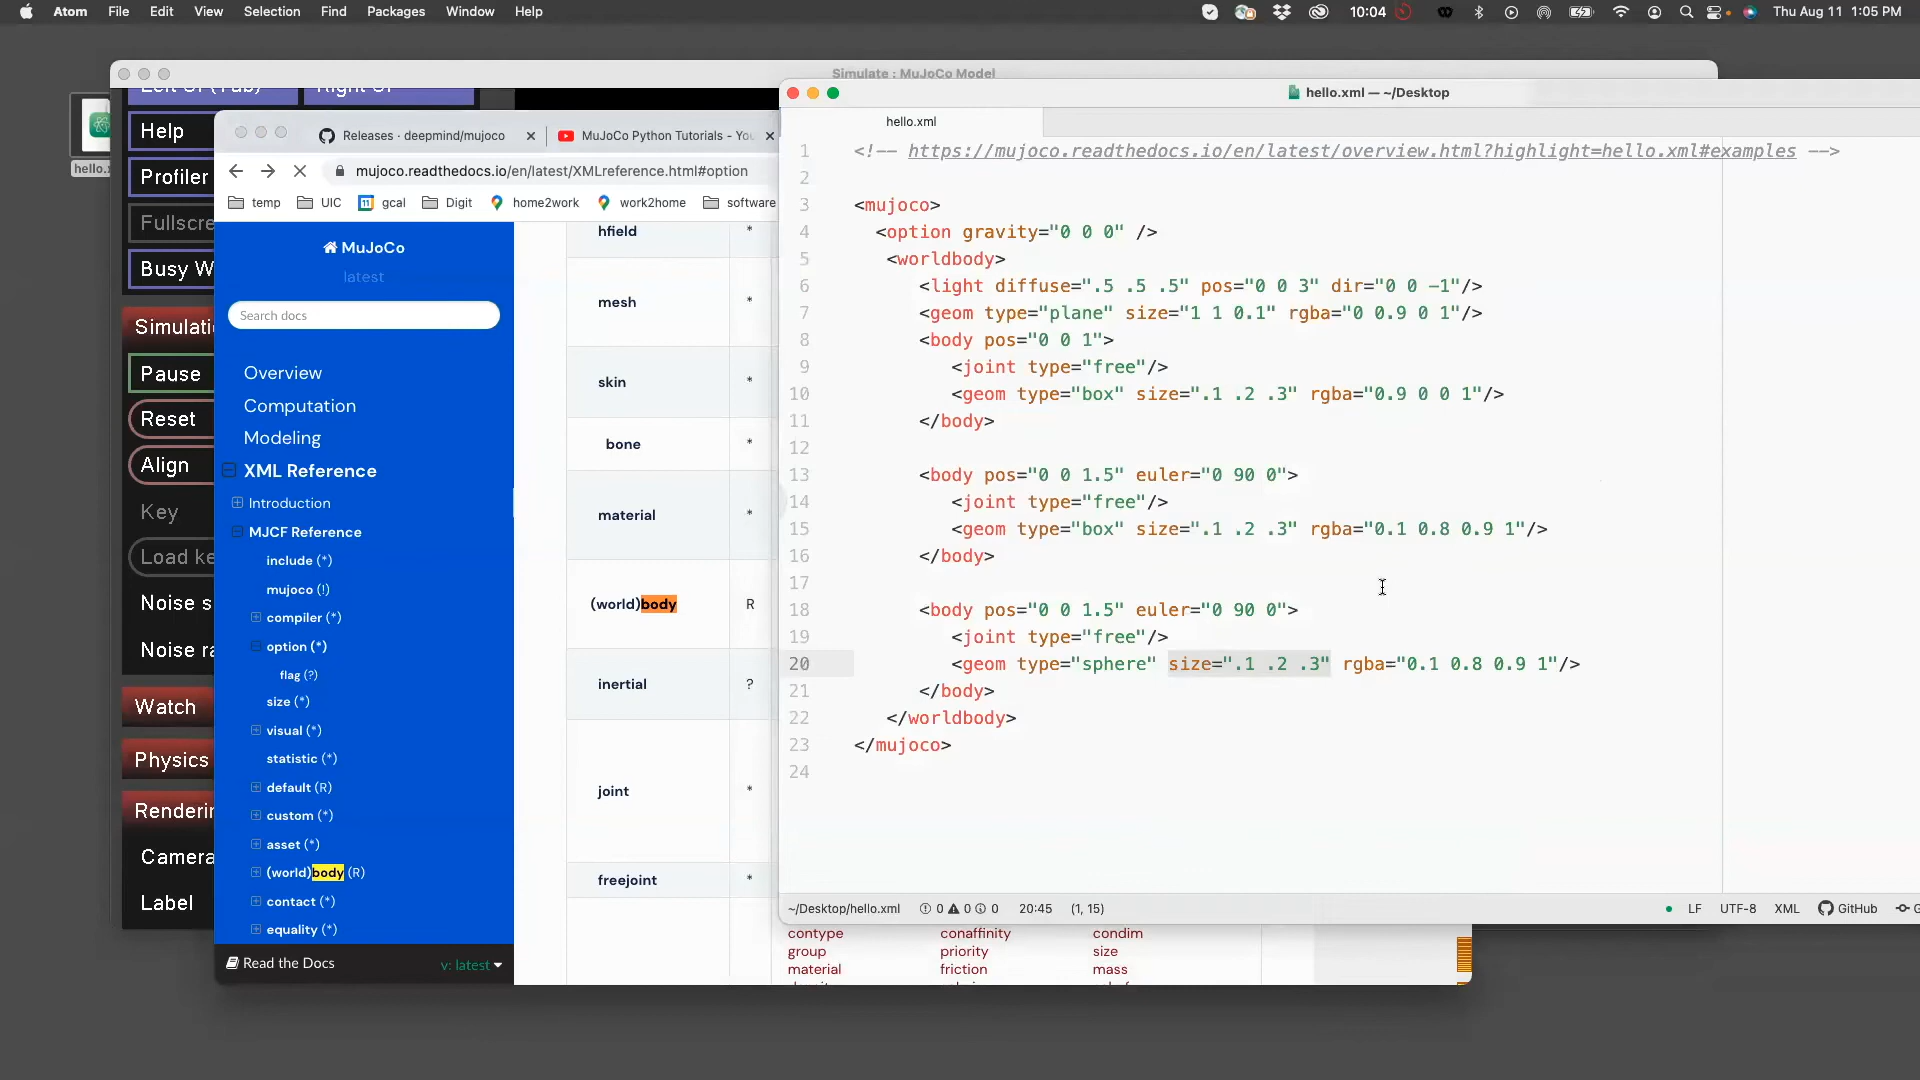 Atom File Edit View Selection Find Packages Window Help
10:04 Thu Aug 11 1:05 PM
Simulate : MuJoCo Model
Help
Profiler
Fullscre
Busy W
Simulati
Pause
Reset
Align
Key
Load ke
Noise s
Noise ra
Watch
Physics
Renderin
Camera
Label
hello.x
Releases · deepmind/mujoco MuJoCo Python Tutorials - You
mujoco.readthedocs.io/en/latest/XMLreference.html#option
temp UIC gcal Digit home2work work2home software
MuJoCo
latest
Search docs
Overview
Computation
Modeling
XML Reference
Introduction
MJCF Reference
include (*)
mujoco (!)
compiler (*)
option (*)
flag (?)
size (*)
visual (*)
statistic (*)
default (R)
custom (*)
asset (*)
(world)body (R)
contact (*)
equality (*)
Read the Docs v: latest
hfield *
mesh *
skin *
bone *
material *
(world)body R
inertial ?
joint *
freejoint *
contype conaffinity condim
group priority size
material friction mass
hello.xml — ~/Desktop
hello.xml
1 <!-- https://mujoco.readthedocs.io/en/latest/overview.html?highlight=hello.xml#examples -->
2
3 <mujoco>
4 <option gravity="0 0 0" />
5 <worldbody>
6 <light diffuse=".5 .5 .5" pos="0 0 3" dir="0 0 -1"/>
7 <geom type="plane" size="1 1 0.1" rgba="0 0.9 0 1"/>
8 <body pos="0 0 1">
9 <joint type="free"/>
10 <geom type="box" size=".1 .2 .3" rgba="0.9 0 0 1"/>
11 </body>
12
13 <body pos="0 0 1.5" euler="0 90 0">
14 <joint type="free"/>
15 <geom type="box" size=".1 .2 .3" rgba="0.1 0.8 0.9 1"/>
16 </body>
17
18 <body pos="0 0 1.5" euler="0 90 0">
19 <joint type="free"/>
20 <geom type="sphere" size=".1 .2 .3" rgba="0.1 0.8 0.9 1"/>
21 </body>
22 </worldbody>
23 </mujoco>
24
~/Desktop/hello.xml 0 0 0 20:45 (1, 15) LF UTF-8 XML GitHub G